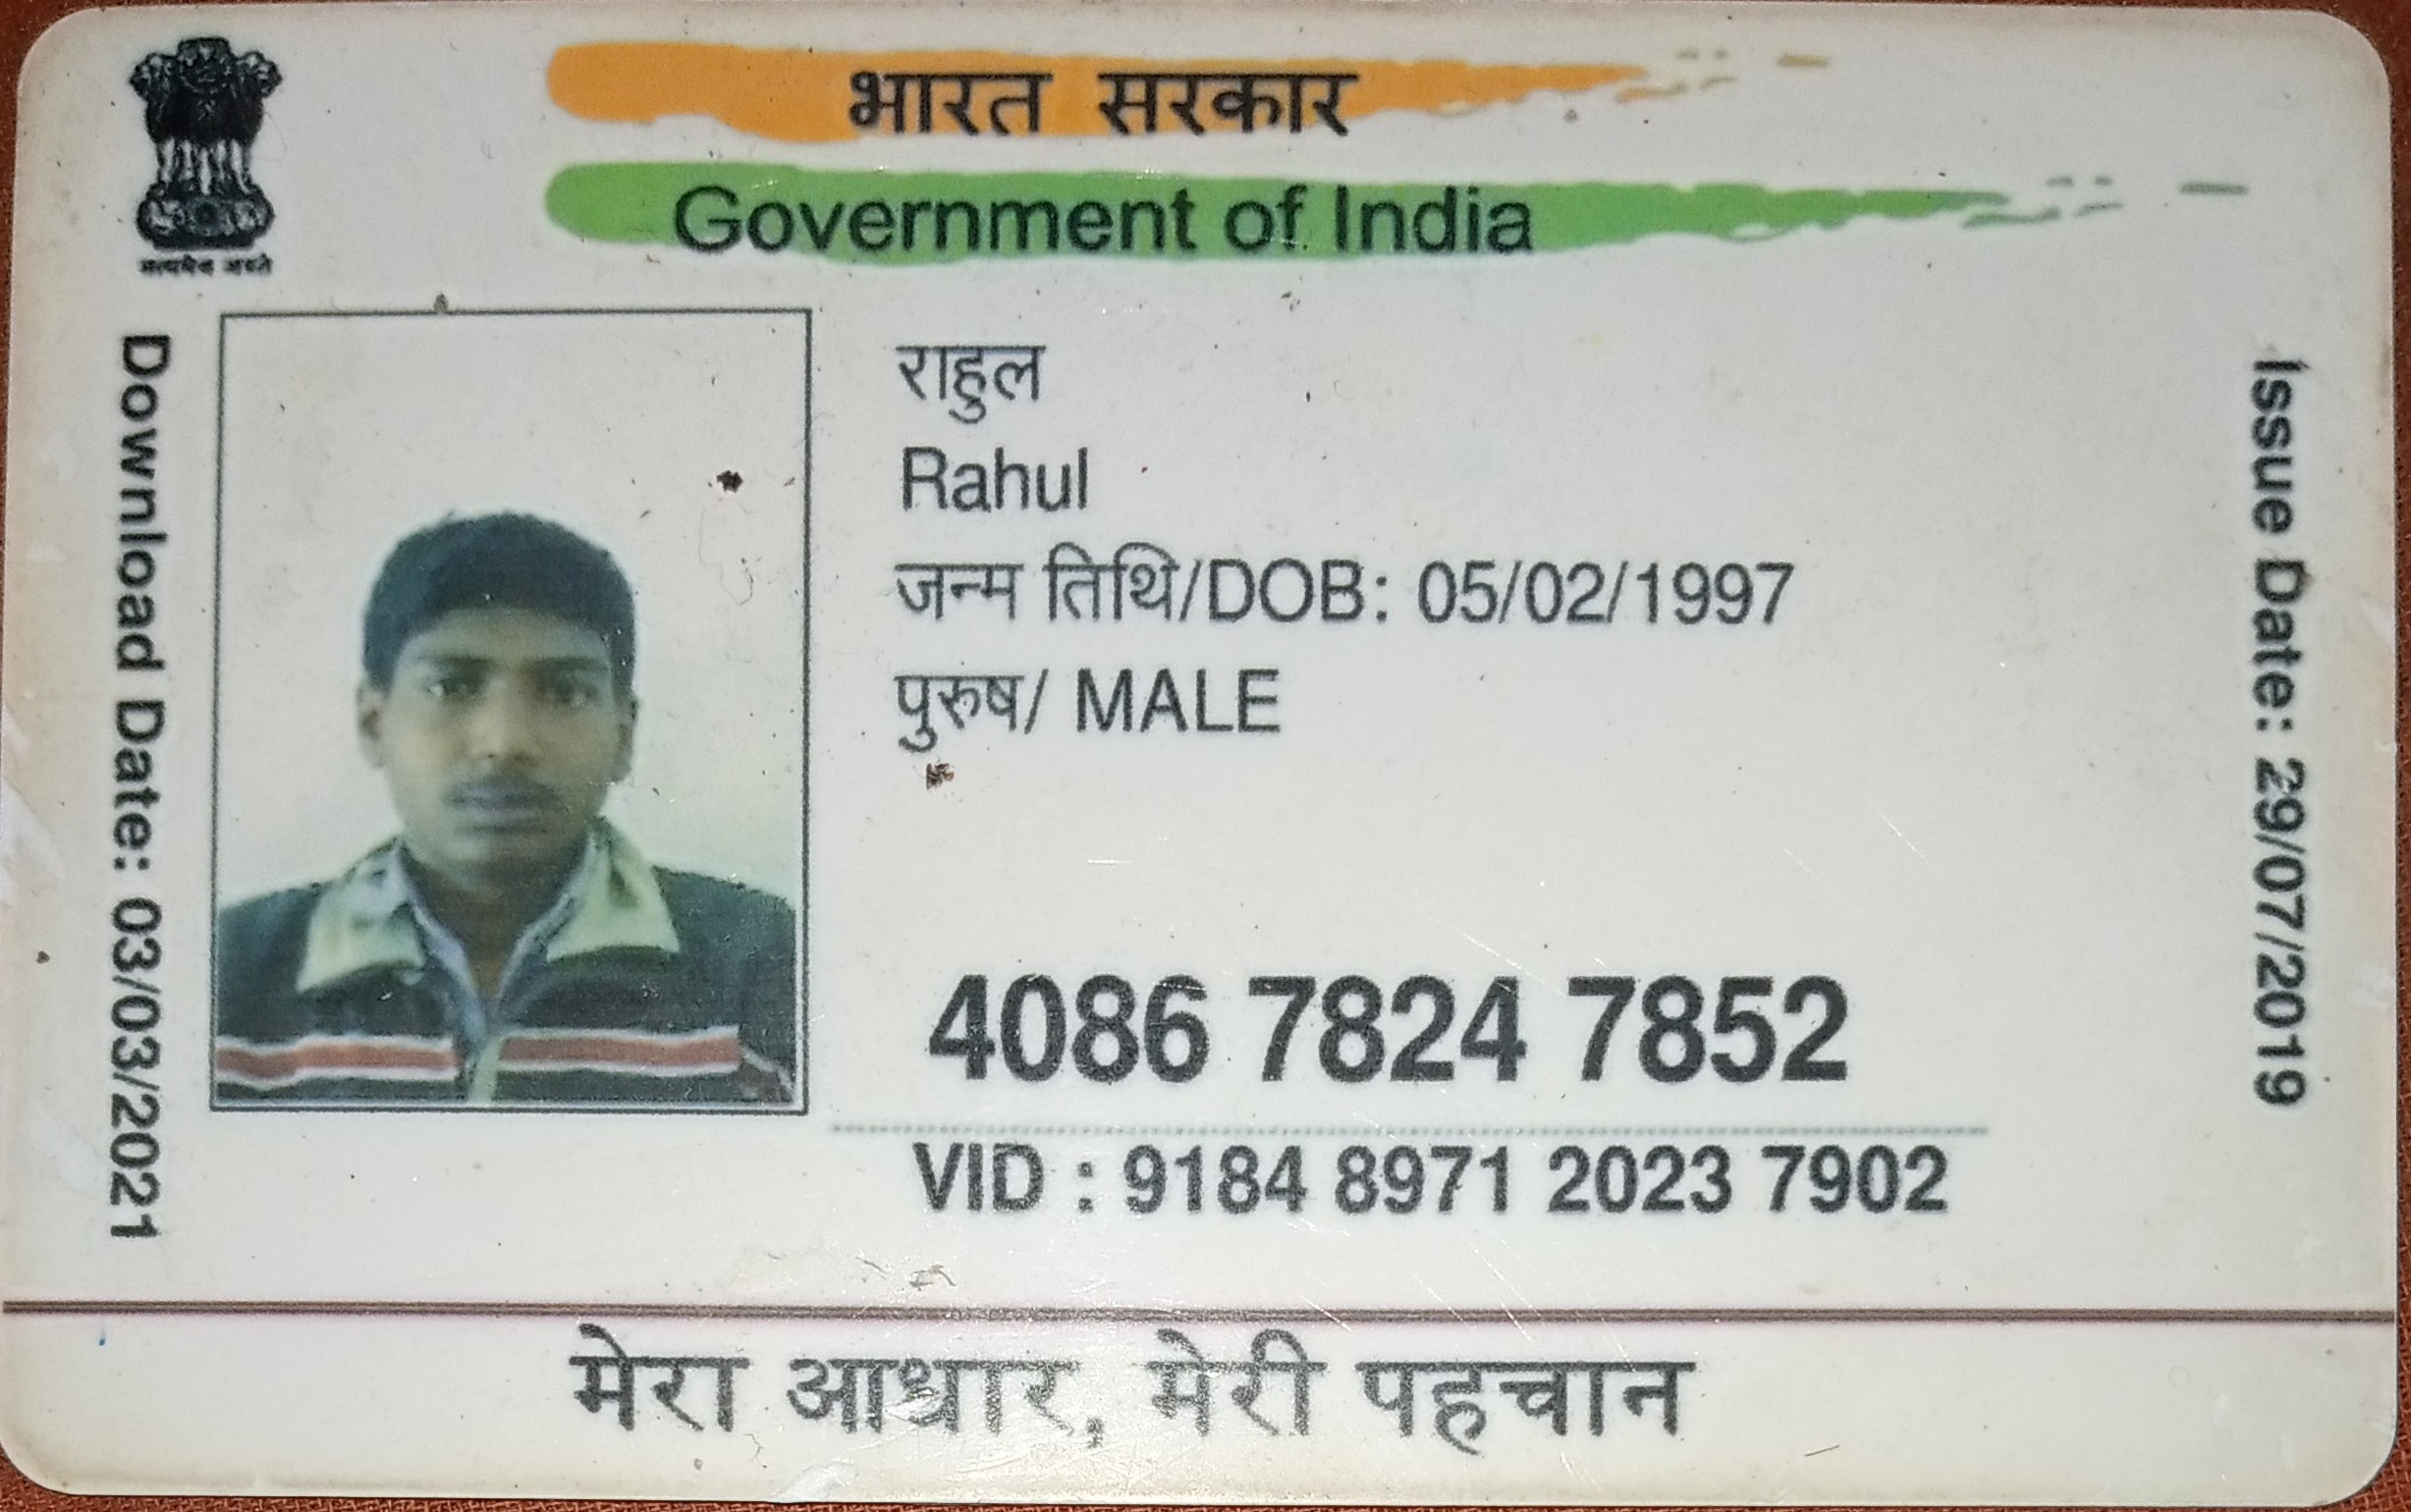 भारत सरकार
Government of India
सत्यमेव जयते
Download Date: 03/03/2021
राहुल
Rahul
जन्म तिथि/DOB: 05/02/1997
पुरुष/ MALE
Issue Date: 29/07/2019
4086 7824 7852
VID : 9184 8971 2023 7902
मेरा आधार, मेरी पहचान